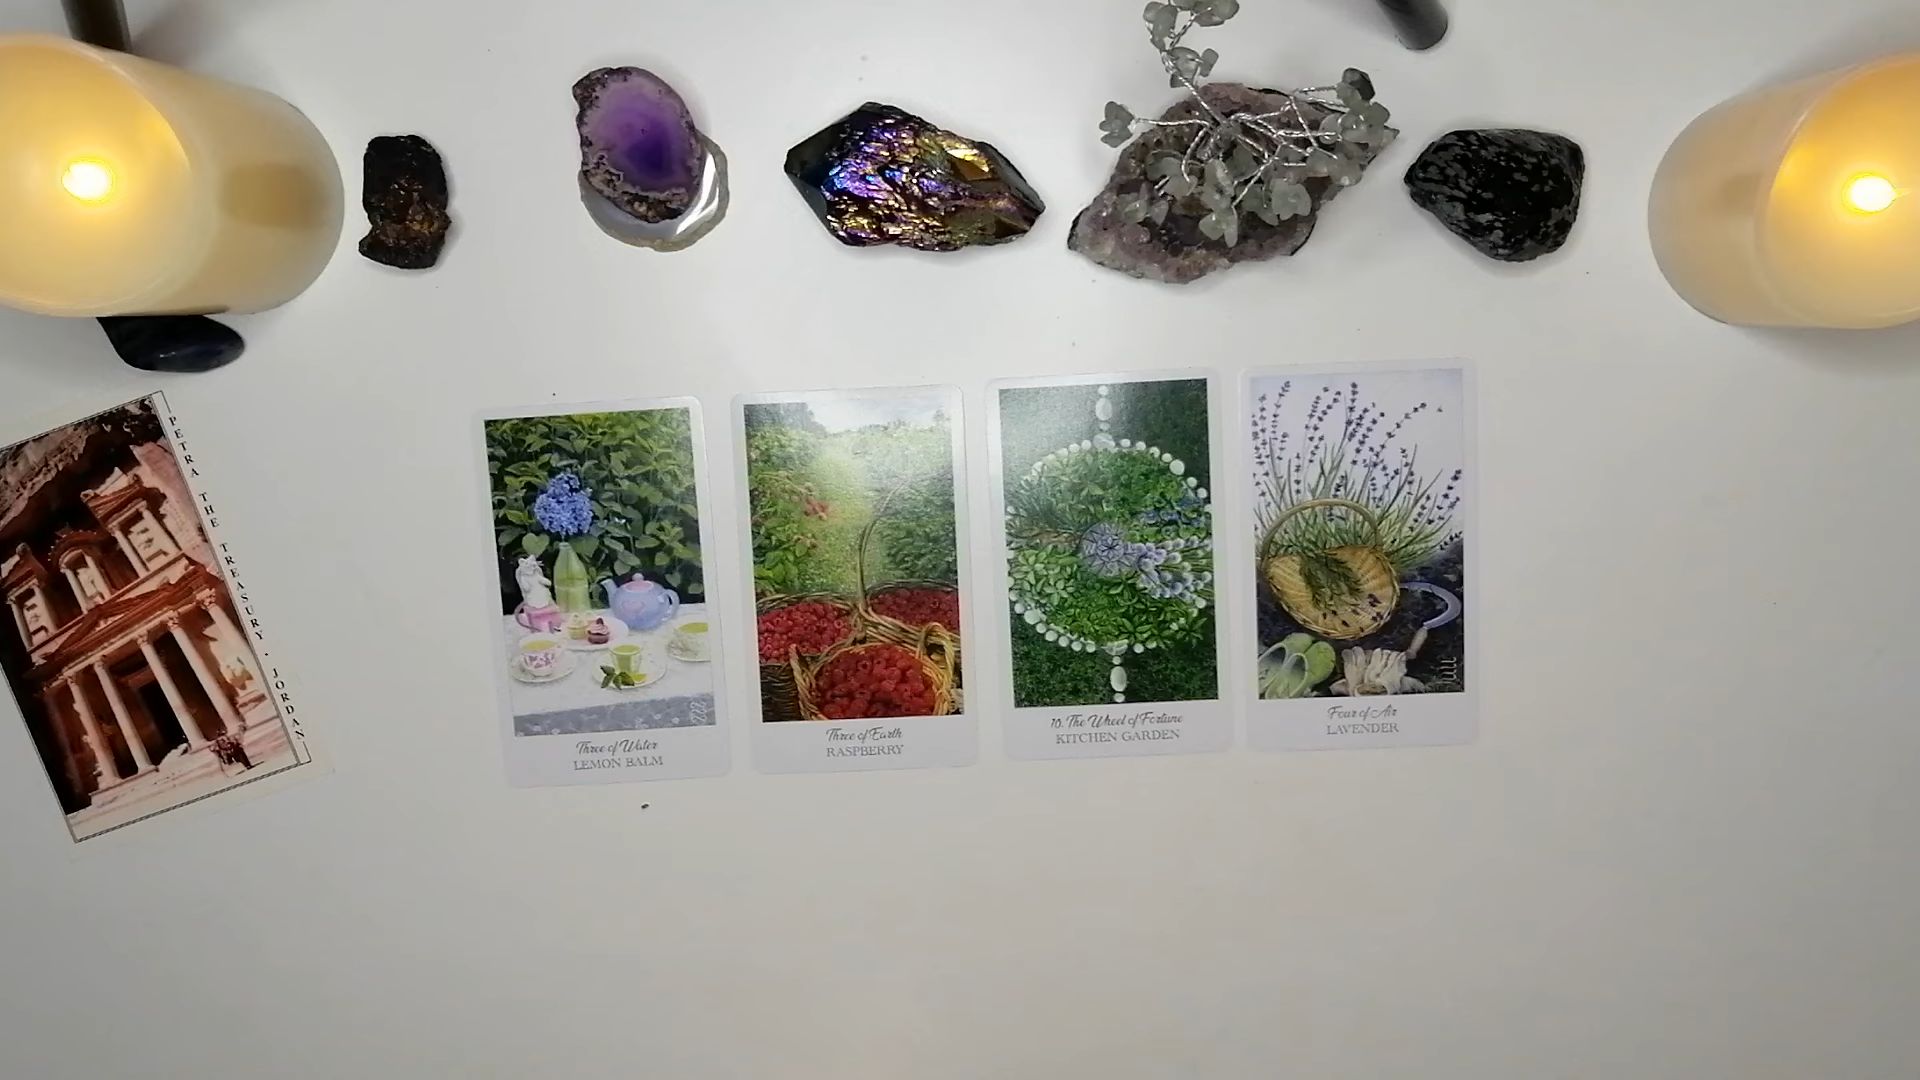 PETRA THE TREASURY • JORDAN
Three of Water
LEMON BALM
Three of Earth
RASPBERRY
10. The Wheel of Fortune
KITCHEN GARDEN
Four of Air
LAVENDER